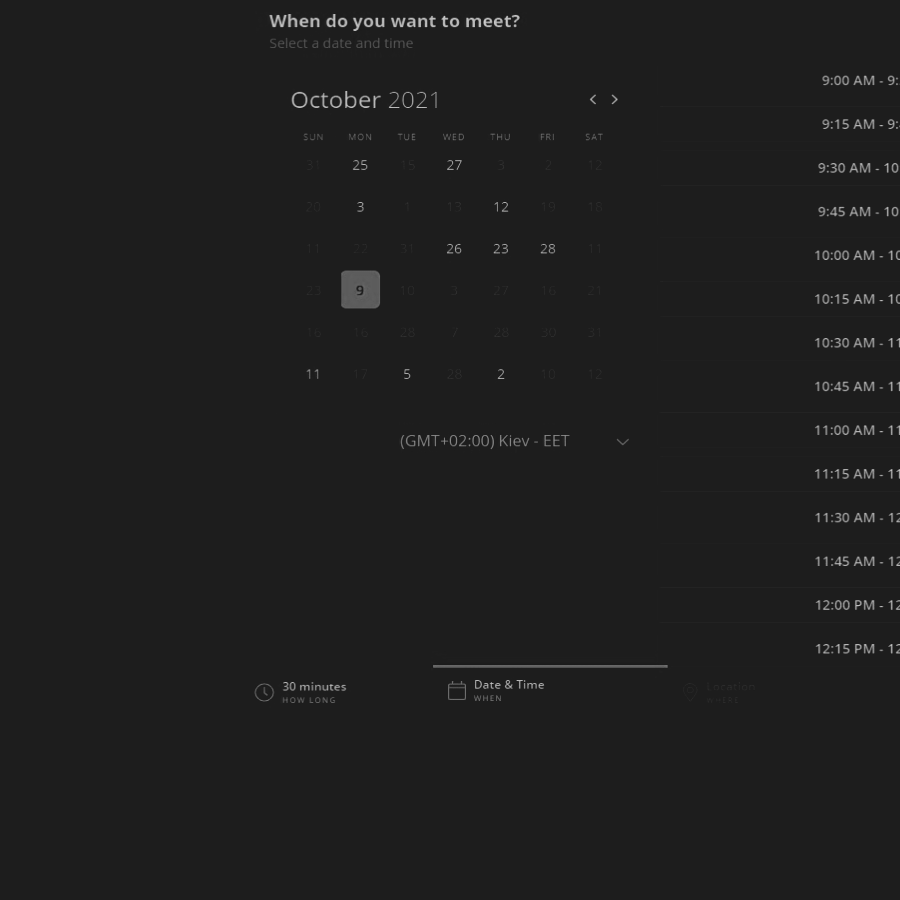 When do you want to meet?
Select a date and time
October 2021
SUN MON TUE WED THU FRI SAT
31 25 15 27 3 2 12
20 3 1 13 12 19 18
11 22 31 26 23 28 11
23 9 10 3 27 16 21
16 16 28 7 28 30 31
11 17 5 28 2 10 12
(GMT+02:00) Kiev - EET
9:00 AM - 9:
9:15 AM - 9:
9:30 AM - 10
9:45 AM - 10
10:00 AM - 10
10:15 AM - 10
10:30 AM - 11
10:45 AM - 11
11:00 AM - 11
11:15 AM - 11
11:30 AM - 12
11:45 AM - 12
12:00 PM - 12
12:15 PM - 12
30 minutes
HOW LONG
Date & Time
WHEN
Location
WHERE